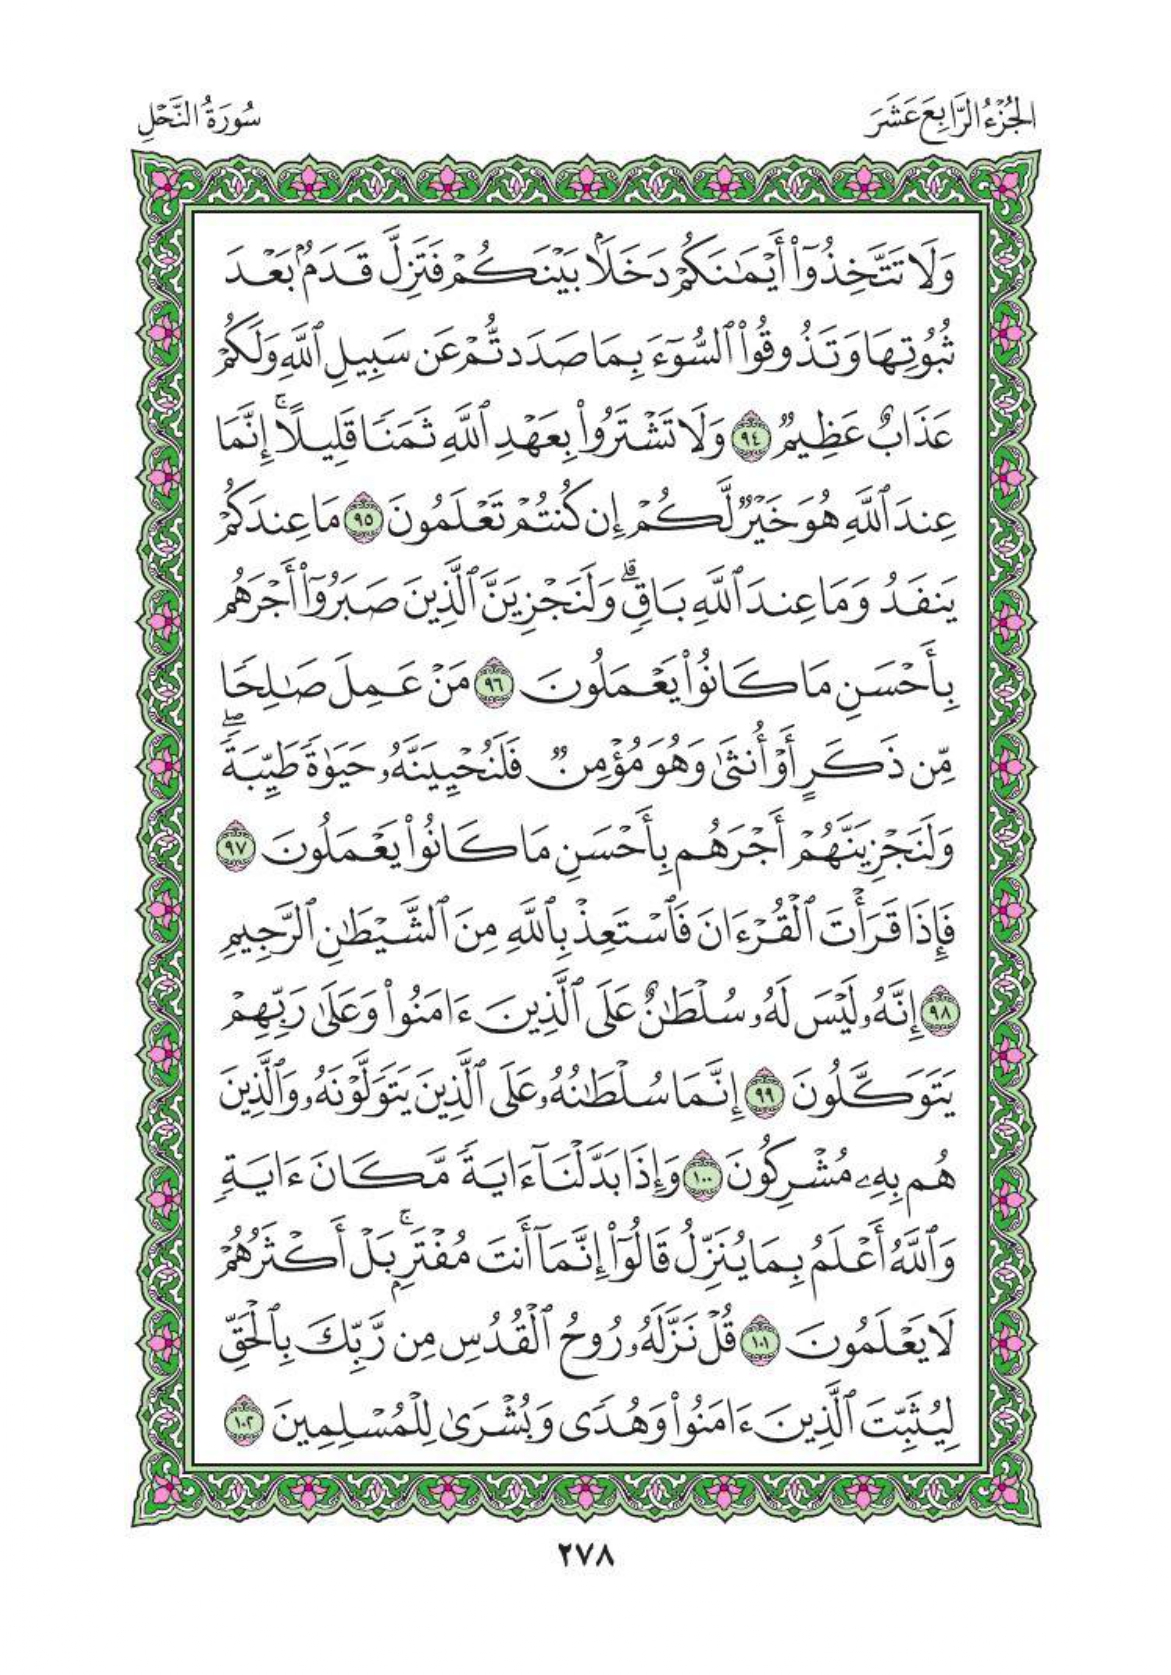 الجُزْءُ الرَّابِعَ عَشَرَ
سُورَةُ النَّحْلِ
وَلَا تَتَّخِذُوٓا۟ أَيْمَـٰنَكُمْ دَخَلًۢا بَيْنَكُمْ فَتَزِلَّ قَدَمٌۢ بَعْدَ
ثُبُوتِهَا وَتَذُوقُوا۟ ٱلسُّوٓءَ بِمَا صَدَدتُّمْ عَن سَبِيلِ ٱللَّهِ وَلَكُمْ
عَذَابٌ عَظِيمٌ ٩٤ وَلَا تَشْتَرُوا۟ بِعَهْدِ ٱللَّهِ ثَمَنًا قَلِيلًا ۚ إِنَّمَا
عِندَ ٱللَّهِ هُوَ خَيْرٌ لَّكُمْ إِن كُنتُمْ تَعْلَمُونَ ٩٥ مَا عِندَكُمْ
يَنفَدُ وَمَا عِندَ ٱللَّهِ بَاقٍ ۗ وَلَنَجْزِيَنَّ ٱلَّذِينَ صَبَرُوٓا۟ أَجْرَهُم
بِأَحْسَنِ مَا كَانُوا۟ يَعْمَلُونَ ٩٦ مَنْ عَمِلَ صَـٰلِحًا
مِّن ذَكَرٍ أَوْ أُنثَىٰ وَهُوَ مُؤْمِنٌ فَلَنُحْيِيَنَّهُۥ حَيَوٰةً طَيِّبَةً ۖ
وَلَنَجْزِيَنَّهُمْ أَجْرَهُم بِأَحْسَنِ مَا كَانُوا۟ يَعْمَلُونَ ٩٧
فَإِذَا قَرَأْتَ ٱلْقُرْءَانَ فَٱسْتَعِذْ بِٱللَّهِ مِنَ ٱلشَّيْطَـٰنِ ٱلرَّجِيمِ
٩٨ إِنَّهُۥ لَيْسَ لَهُۥ سُلْطَـٰنٌ عَلَى ٱلَّذِينَ ءَامَنُوا۟ وَعَلَىٰ رَبِّهِمْ
يَتَوَكَّلُونَ ٩٩ إِنَّمَا سُلْطَـٰنُهُۥ عَلَى ٱلَّذِينَ يَتَوَلَّوْنَهُۥ وَٱلَّذِينَ
هُم بِهِۦ مُشْرِكُونَ ١٠٠ وَإِذَا بَدَّلْنَآ ءَايَةً مَّكَانَ ءَايَةٍ
وَٱللَّهُ أَعْلَمُ بِمَا يُنَزِّلُ قَالُوٓا۟ إِنَّمَآ أَنتَ مُفْتَرٍۭ ۚ بَلْ أَكْثَرُهُمْ
لَا يَعْلَمُونَ ١٠١ قُلْ نَزَّلَهُۥ رُوحُ ٱلْقُدُسِ مِن رَّبِّكَ بِٱلْحَقِّ
لِيُثَبِّتَ ٱلَّذِينَ ءَامَنُوا۟ وَهُدًى وَبُشْرَىٰ لِلْمُسْلِمِينَ ١٠٢
٢٧٨